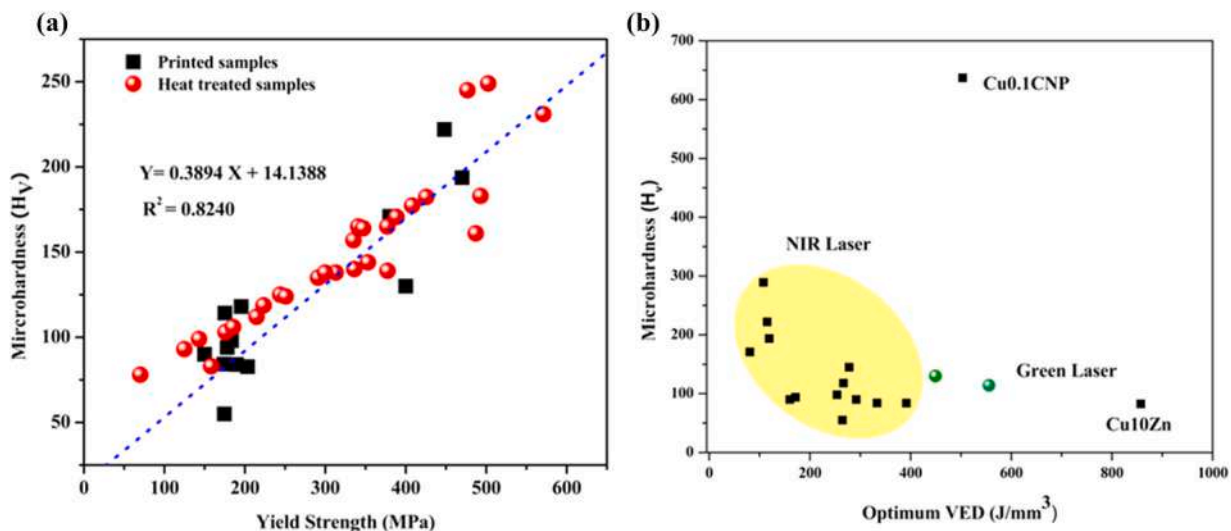 (a)
250
200
150
100
50
0
100
200
300
400
500
600
Mircrohardness (HV)
Yield Strength (MPa)
Printed samples
Heat treated samples
Y= 0.3894 X + 14.1388
R² = 0.8240
(b)
700
600
500
400
300
200
100
0
0
200
400
600
800
1000
Microhardness (Hv)
Optimum VED (J/mm³)
Cu0.1CNP
NIR Laser
Green Laser
Cu10Zn